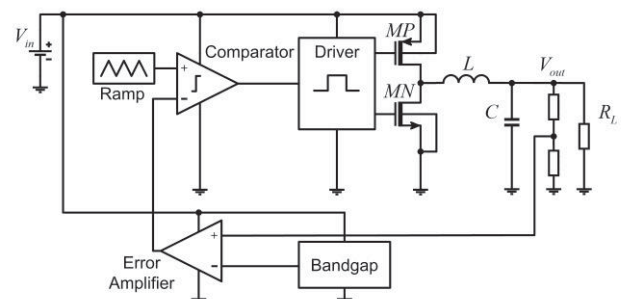 MP
V_in
Comparator
Driver
+
-
Ramp
MN
L
V_out
C
R_L
+
-
Error
Amplifier
Bandgap